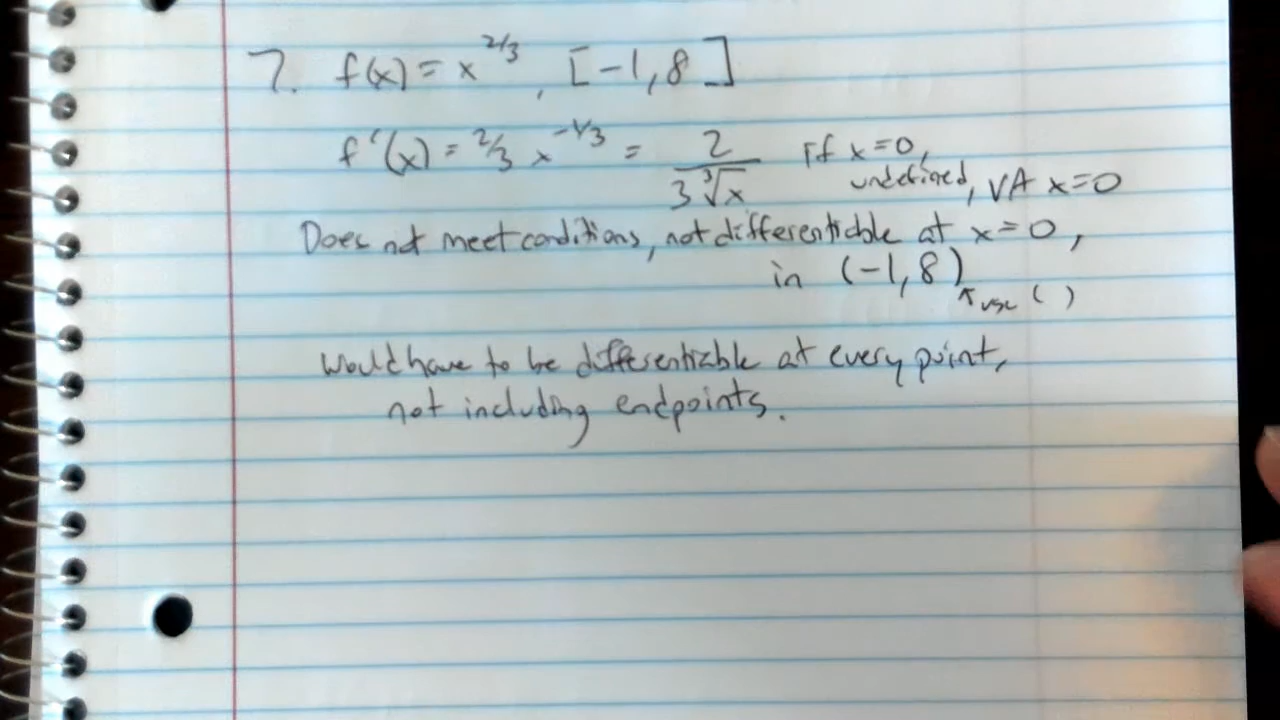 7. f(x) = x^2/3, [-1,8]
f'(x) = 2/3 x^-1/3 = 2/(3∛x) If x=0,
undefined, VA x=0
Does not meet conditions, not differentiable at x=0,
in (-1,8)
↑ use ( )
Would have to be differentiable at every point,
not including endpoints.